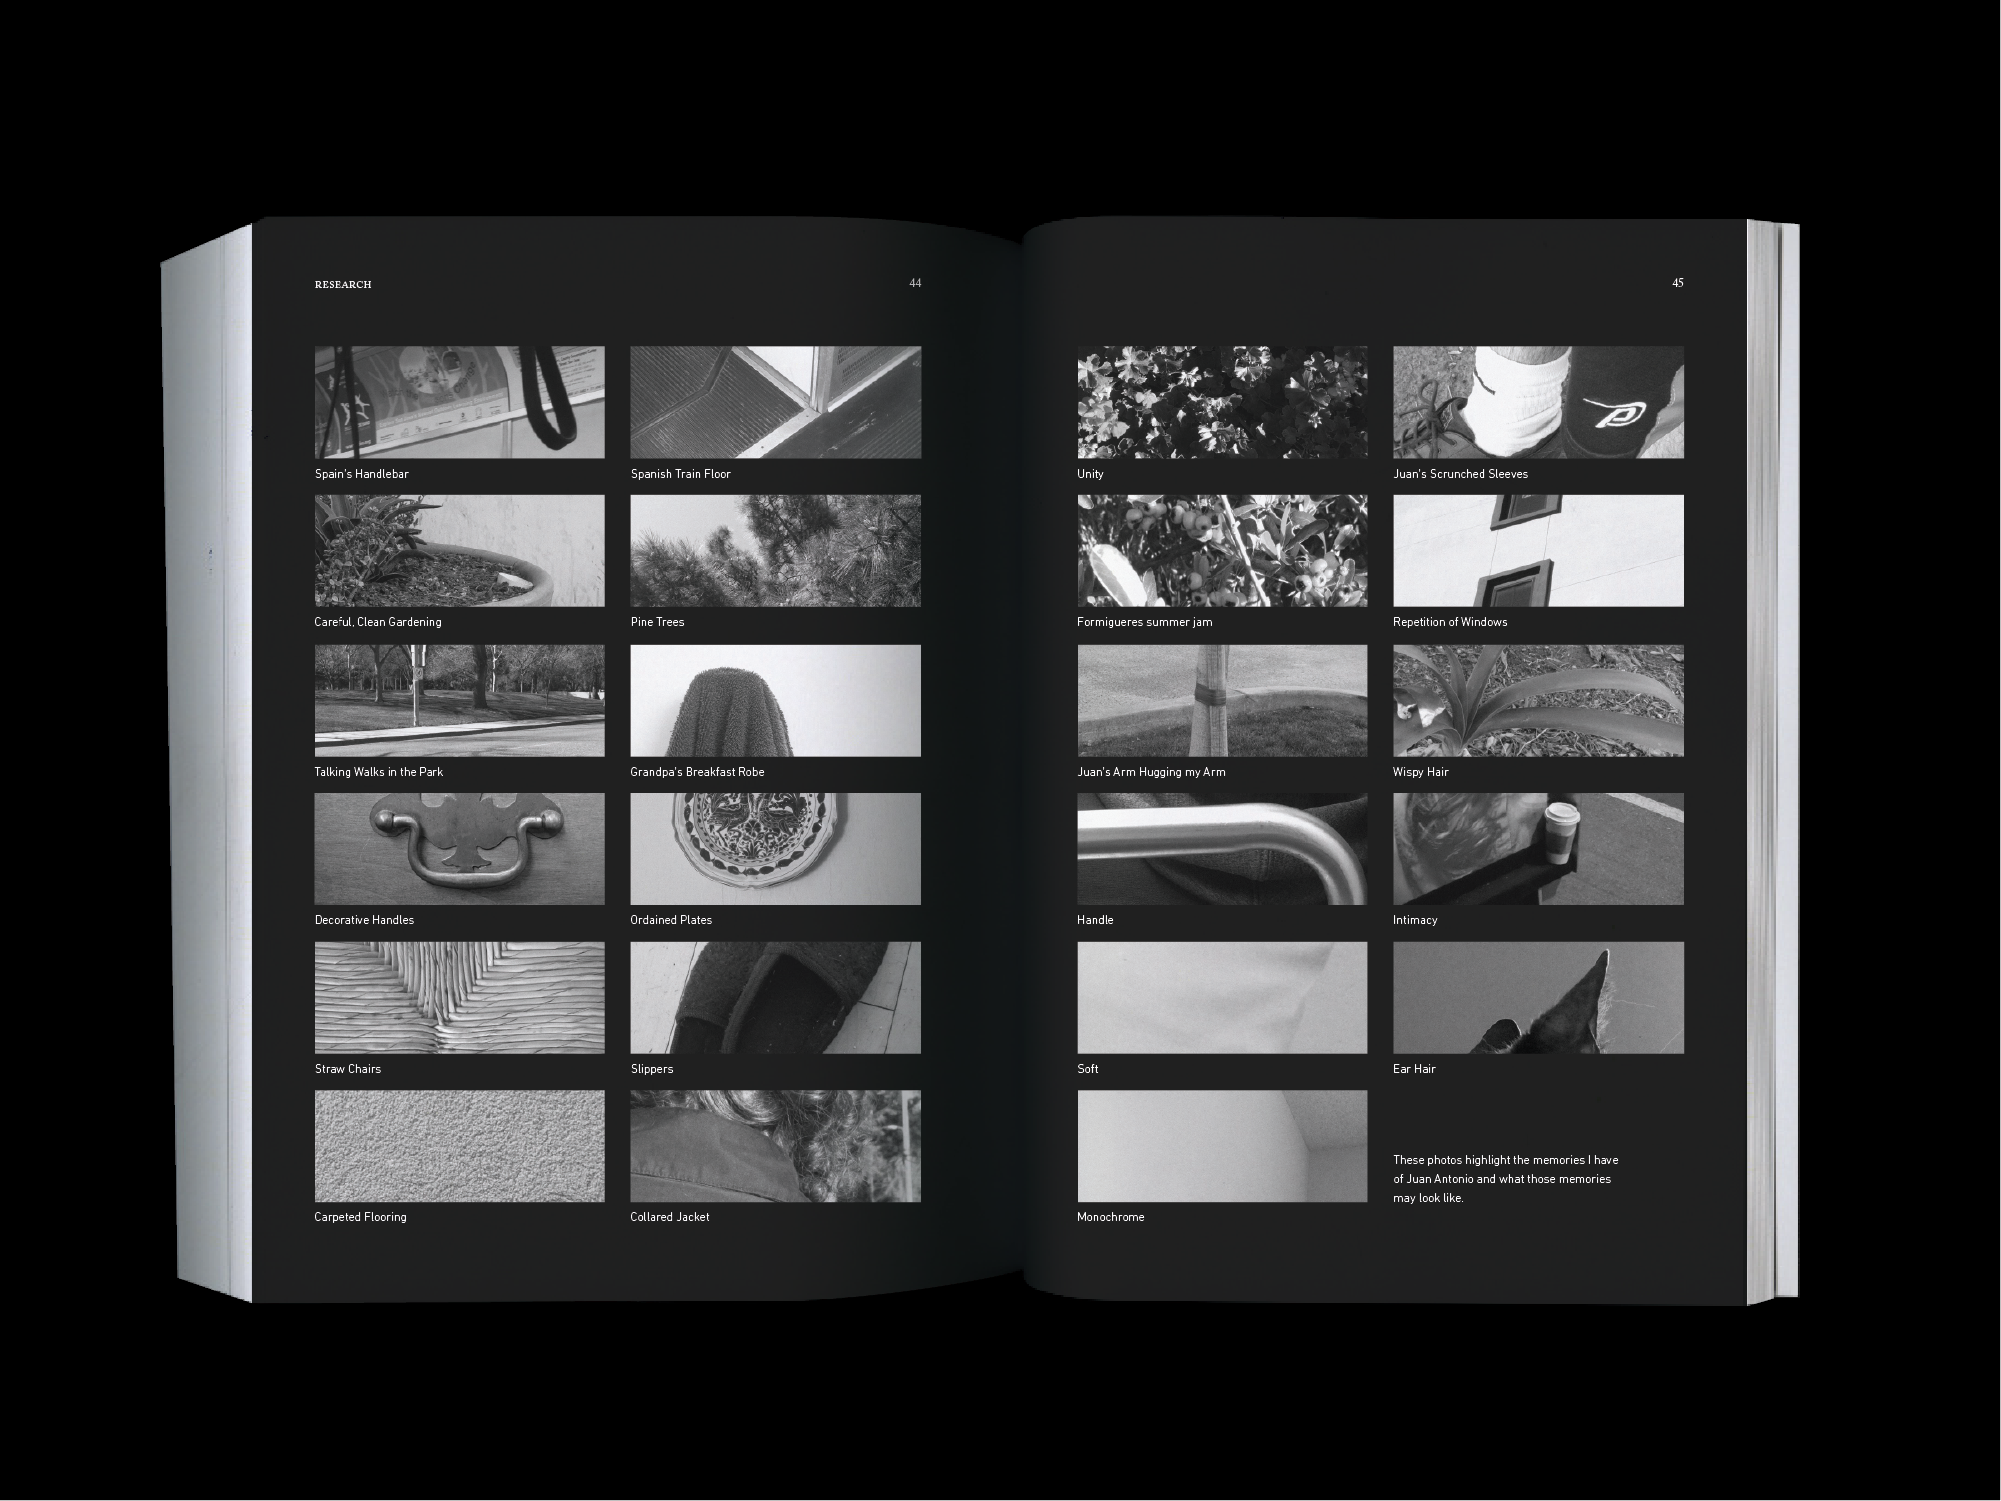 RESEARCH
44
45
Spain's Handlebar
Spanish Train Floor
Unity
Juan's Scrunched Sleeves
Careful, Clean Gardening
Pine Trees
Formigueres summer jam
Repetition of Windows
Talking Walks in the Park
Grandpa's Breakfast Robe
Juan's Arm Hugging my Arm
Wispy Hair
Decorative Handles
Ordained Plates
Handle
Intimacy
Straw Chairs
Slippers
Soft
Ear Hair
Carpeted Flooring
Collared Jacket
Monochrome
These photos highlight the memories I have
of Juan Antonio and what those memories
may look like.